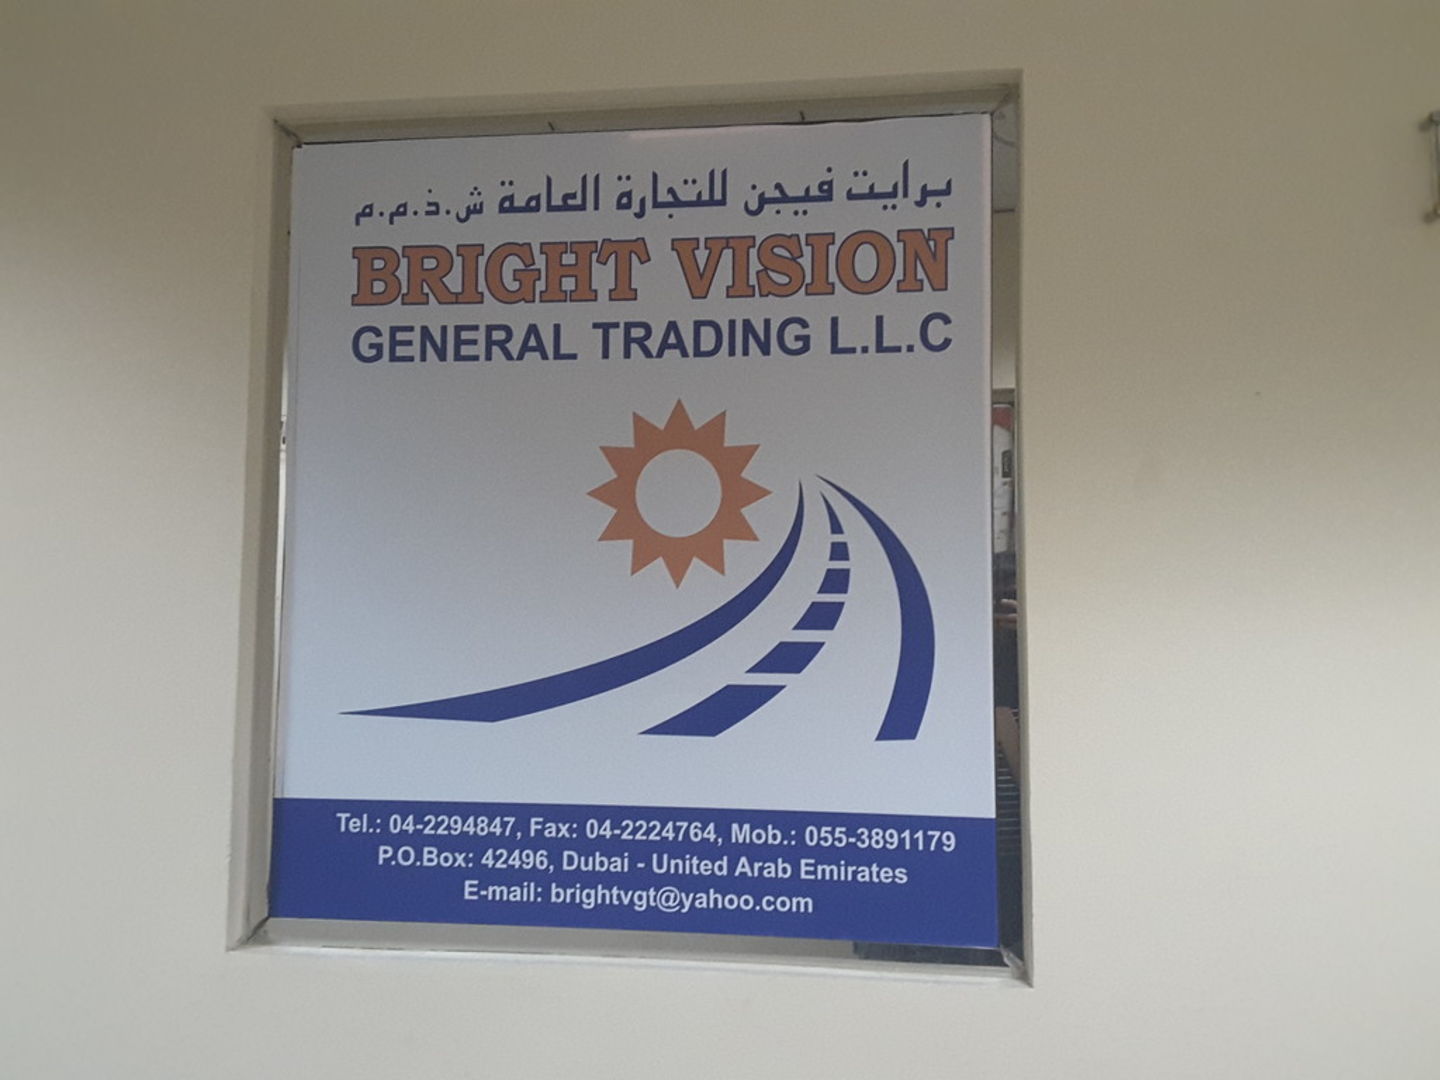 برايت فيجن للتجارة العامة ش.ذ.م.م
BRIGHT VISION
GENERAL TRADING L.L.C
Tel.: 04-2294847, Fax: 04-2224764, Mob.: 055-3891179
P.O.Box: 42496, Dubai - United Arab Emirates
E-mail: brightvgt@yahoo.com